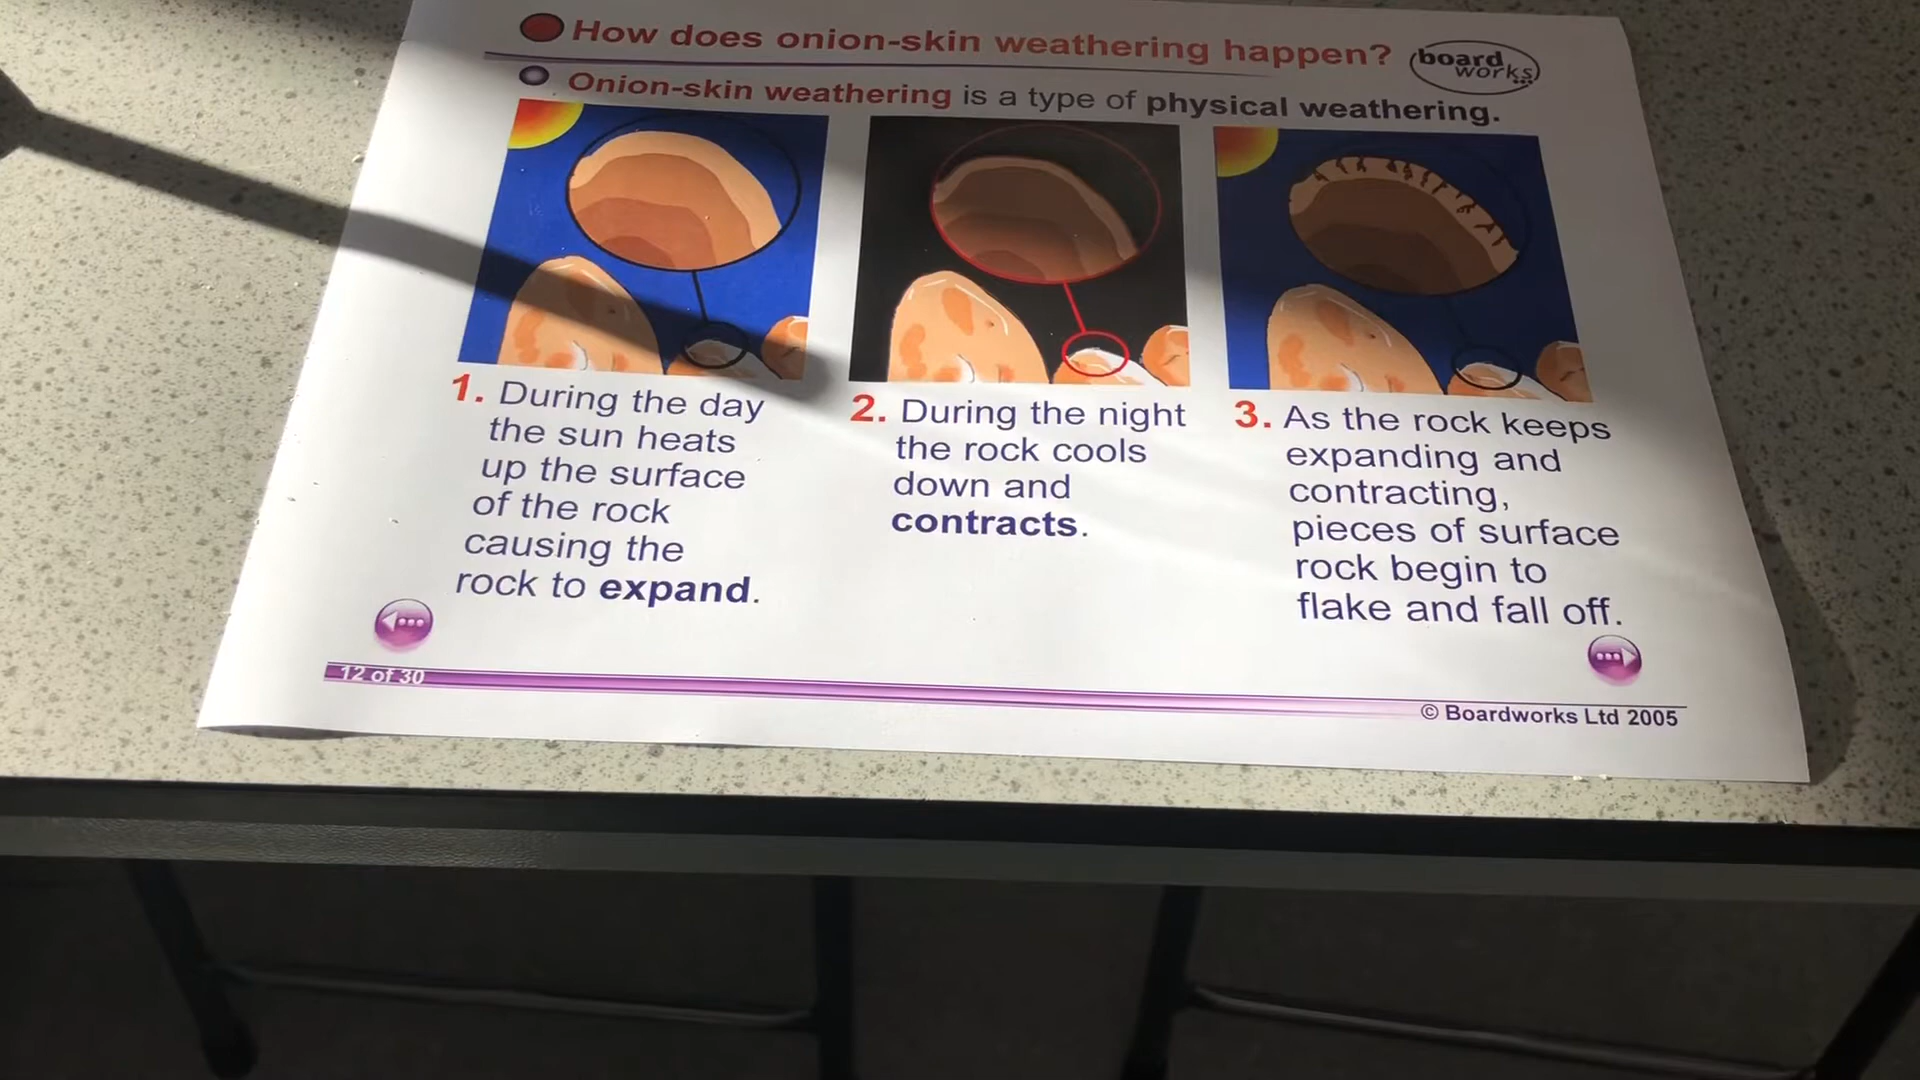 How does onion-skin weathering happen?
board
works
Onion-skin weathering is a type of physical weathering.
1. During the day
the sun heats
up the surface
of the rock
causing the
rock to expand.
2. During the night
the rock cools
down and
contracts.
3. As the rock keeps
expanding and
contracting,
pieces of surface
rock begin to
flake and fall off.
12 of 30
© Boardworks Ltd 2005